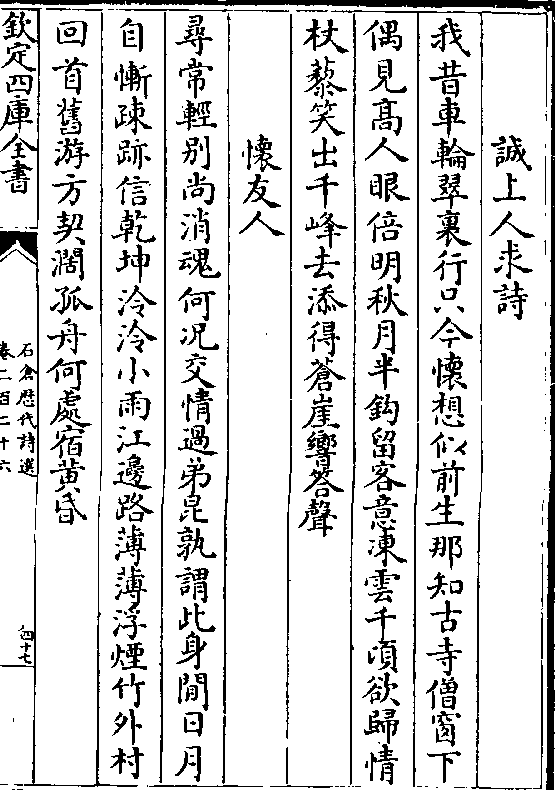 誠上人求詩
我昔車輪翠裏行只今懷想似前生那知古寺僧窗下
偶見髙人眼倍明秋月半鈎留客意凍雲千頃欲歸情
杖藜笑出千峰去添得蒼崖響答聲
懷友人
尋常輕别尚消魂何况交情過弟昆孰謂此身閒日月
自慚疎跡信乾坤泠泠小雨江邊路薄薄浮煙竹外村
回首舊游方契闊孤舟何處宿黄昏
欽定四庫全書
石倉歴代詩選
卷二百二十六
四十七